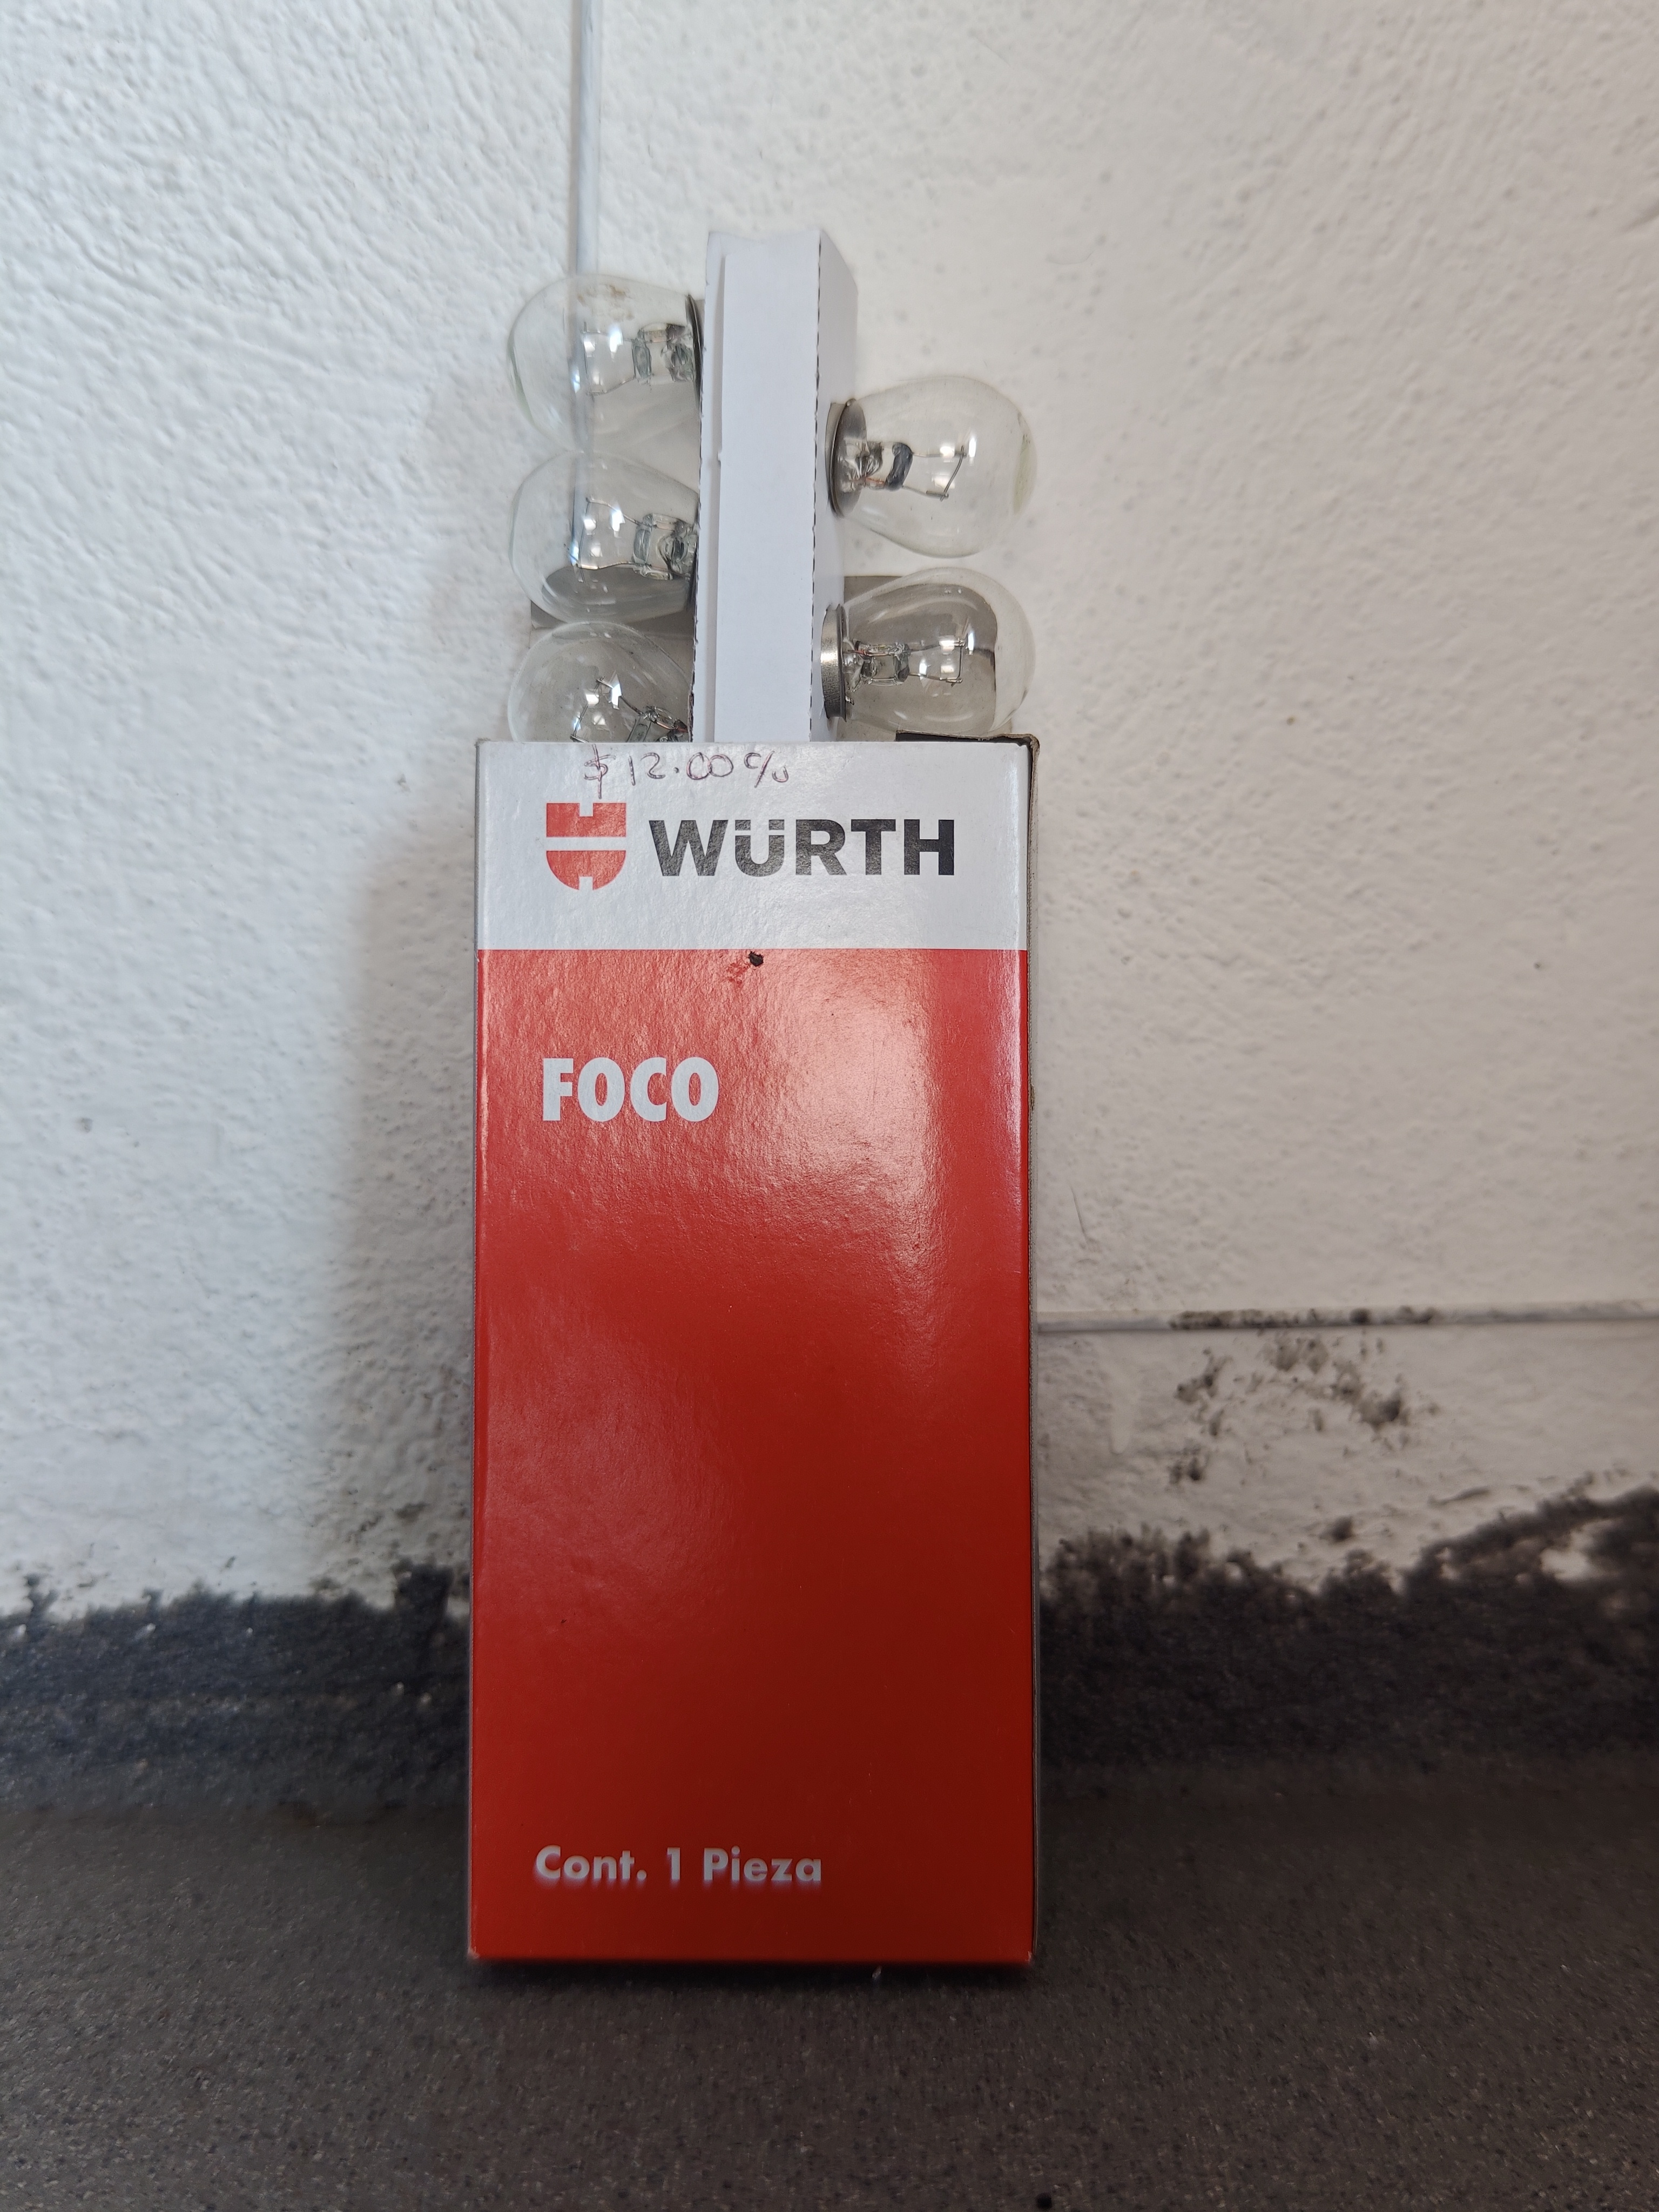 $12.00 c/u
WÜRTH
FOCO
Cont. 1 Pieza